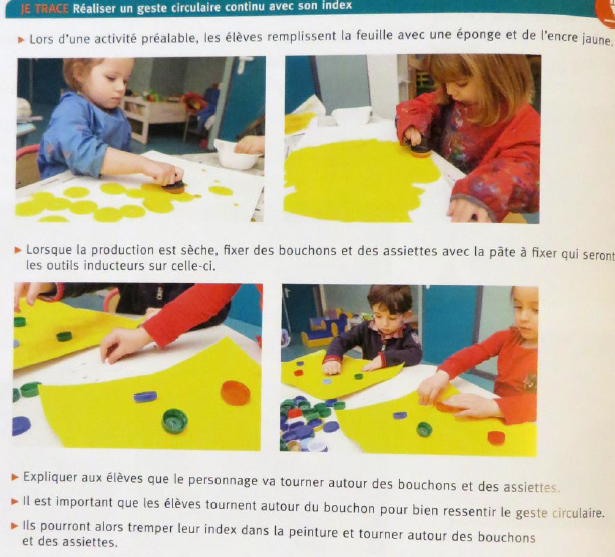 JE TRACE Réaliser un geste circulaire continu avec son index
▶ Lors d'une activité préalable, les élèves remplissent la feuille avec une éponge et de l'encre jaune.
▶ Lorsque la production est sèche, fixer des bouchons et des assiettes avec la pâte à fixer qui seront
les outils inducteurs sur celle-ci.
▶ Expliquer aux élèves que le personnage va tourner autour des bouchons et des assiettes.
▶ Il est important que les élèves tournent autour du bouchon pour bien ressentir le geste circulaire.
▶ Ils pourront alors tremper leur index dans la peinture et tourner autour des bouchons
et des assiettes.